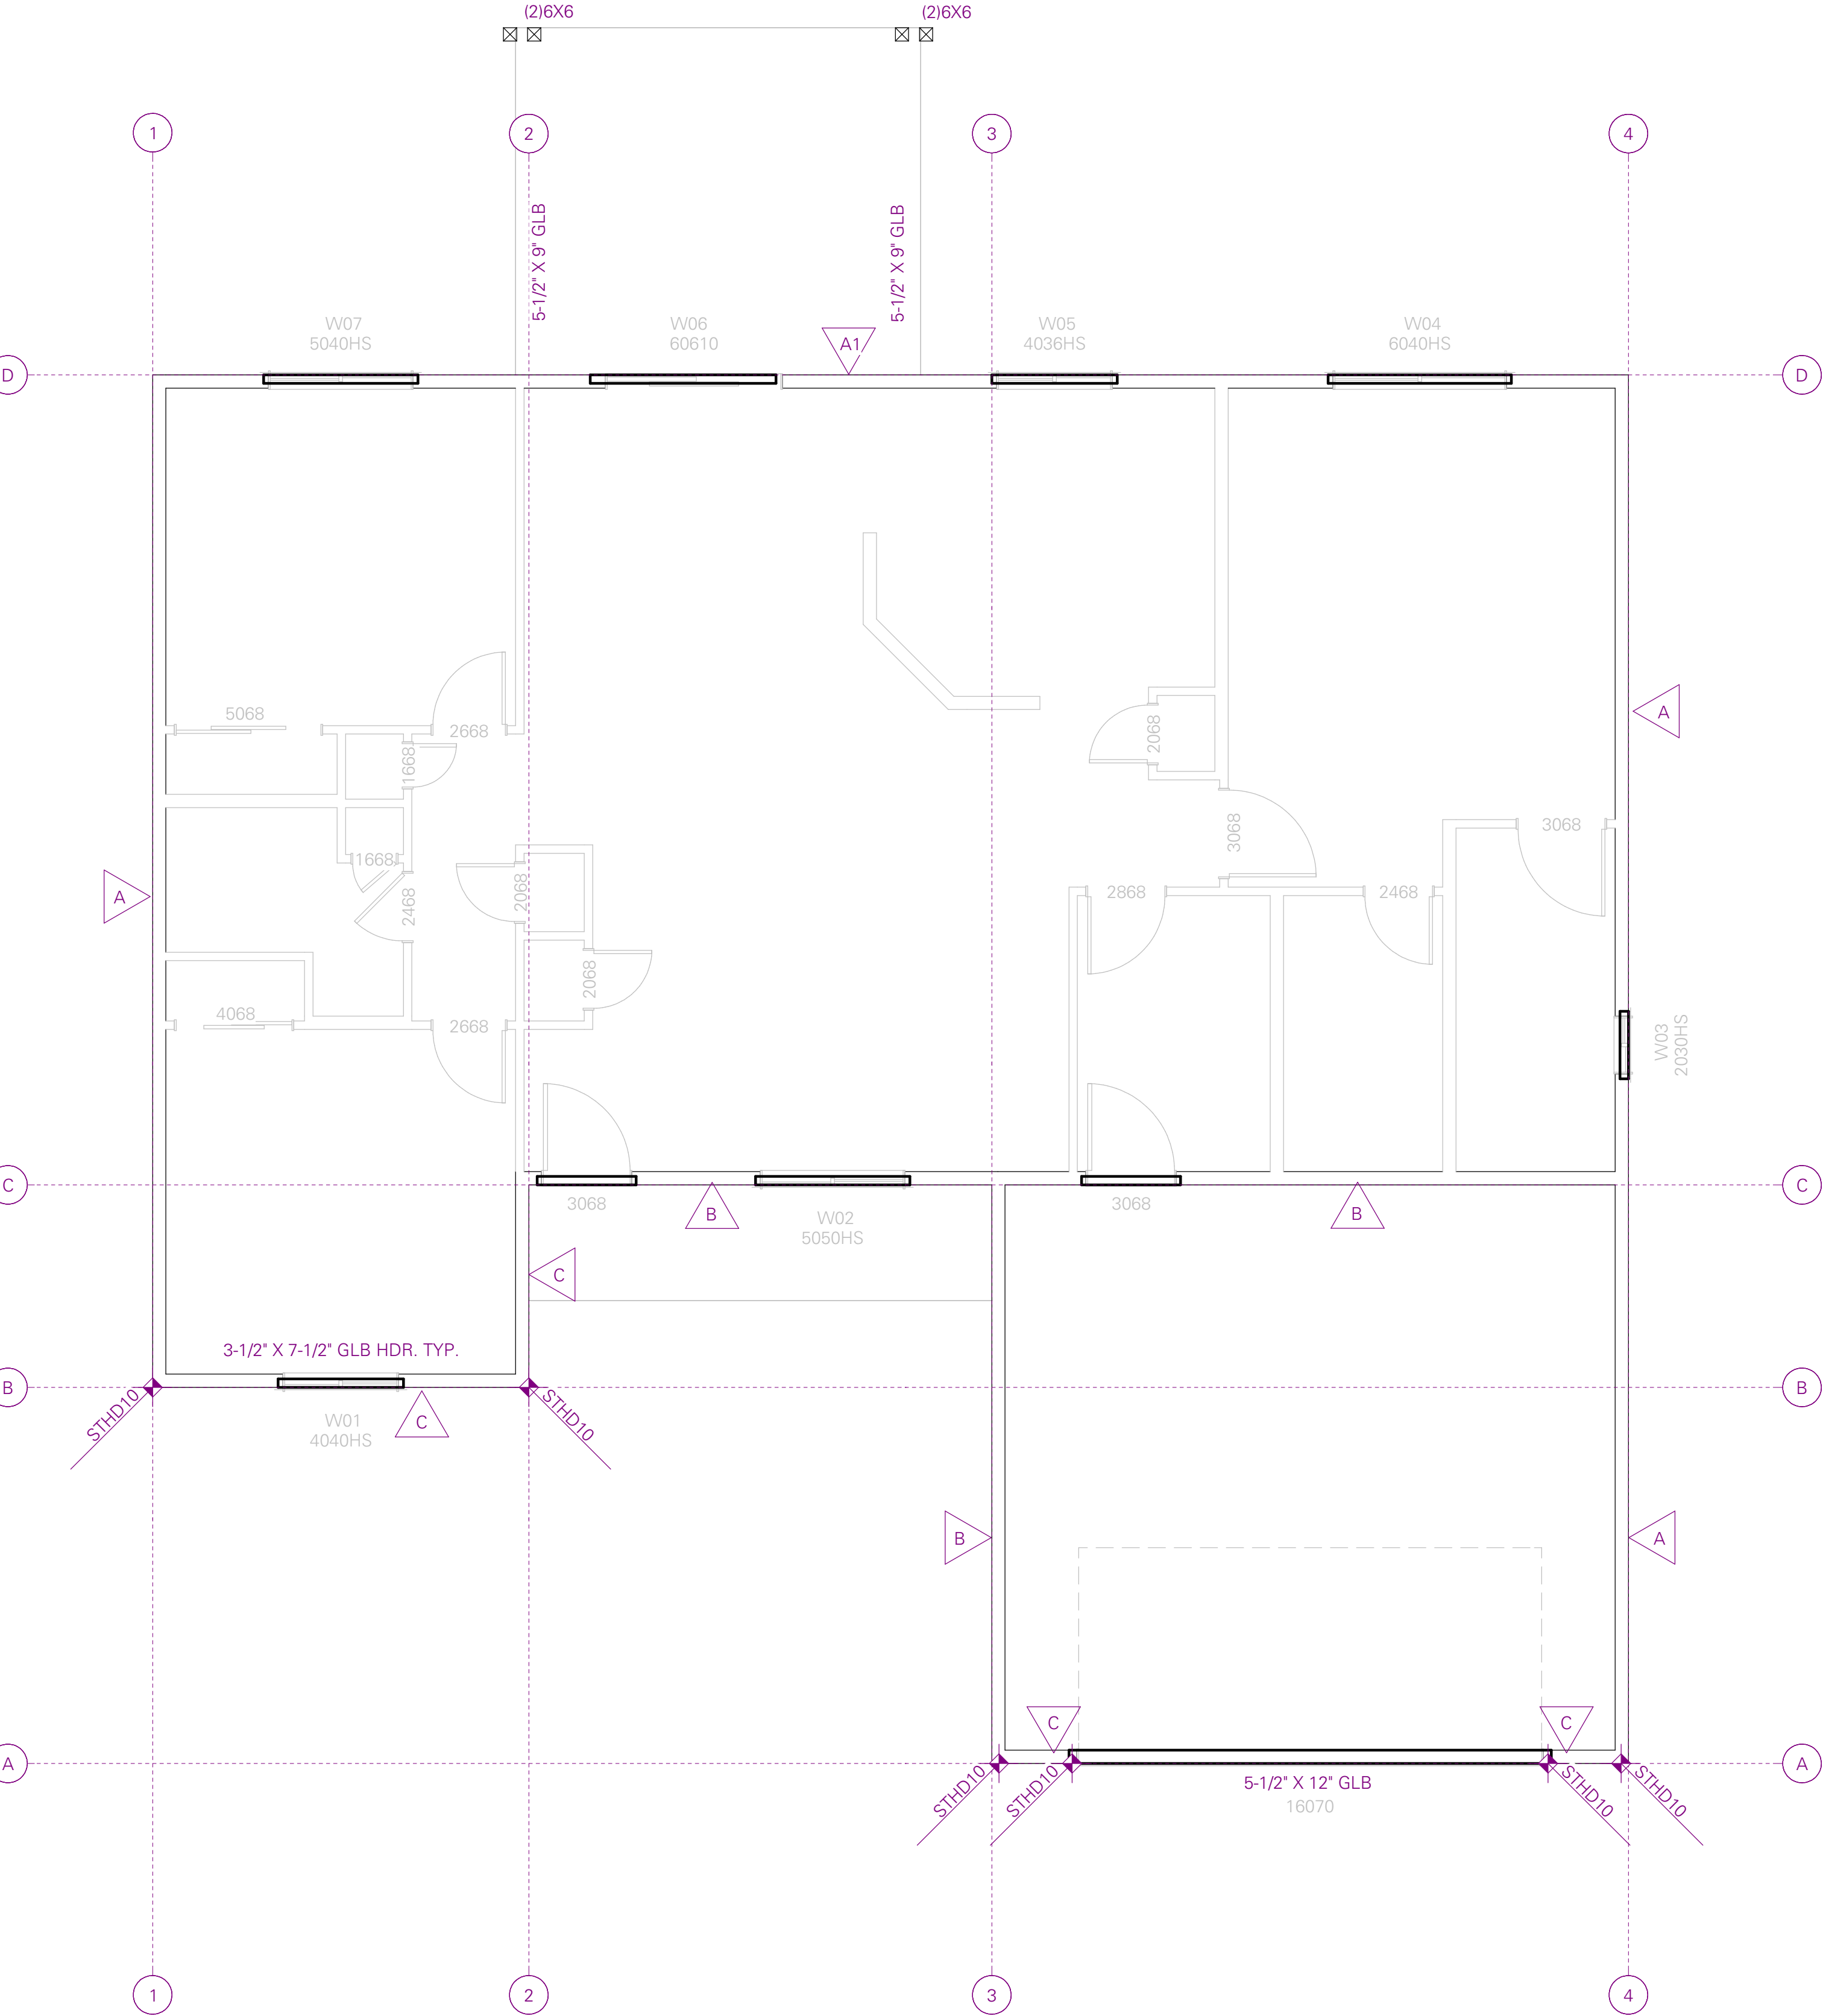 (2)6X6
(2)6X6
1
2
3
4
5-1/2" X 9" GLB
5-1/2" X 9" GLB
W07
5040HS
W06
60610
A1
W05
4036HS
W04
6040HS
D
D
A
5068
2668
1668
2068
3068
3068
1668
2468
2068
2868
2468
A
2068
4068
2668
W03
2030HS
C
C
3068
B
W02
5050HS
3068
B
C
3-1/2" X 7-1/2" GLB HDR. TYP.
B
B
STHD10
STHD10
W01
4040HS
C
B
A
C
C
A
A
STHD10
STHD10
5-1/2" X 12" GLB
16070
STHD10
STHD10
1
2
3
4